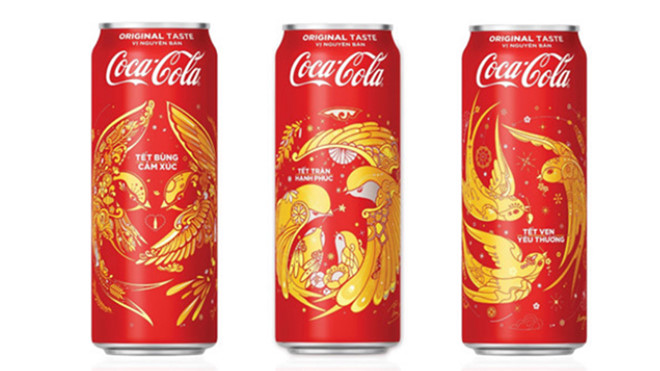 ORIGINAL TASTE
VỊ NGUYÊN BẢN
Coca-Cola
TẾT BÙNG
CẢM XÚC
ORIGINAL TASTE
VỊ NGUYÊN BẢN
Coca-Cola
TẾT TRÀN
HẠNH PHÚC
ORIGINAL TASTE
VỊ NGUYÊN BẢN
Coca-Cola
TẾT VẸN
YÊU THƯƠNG